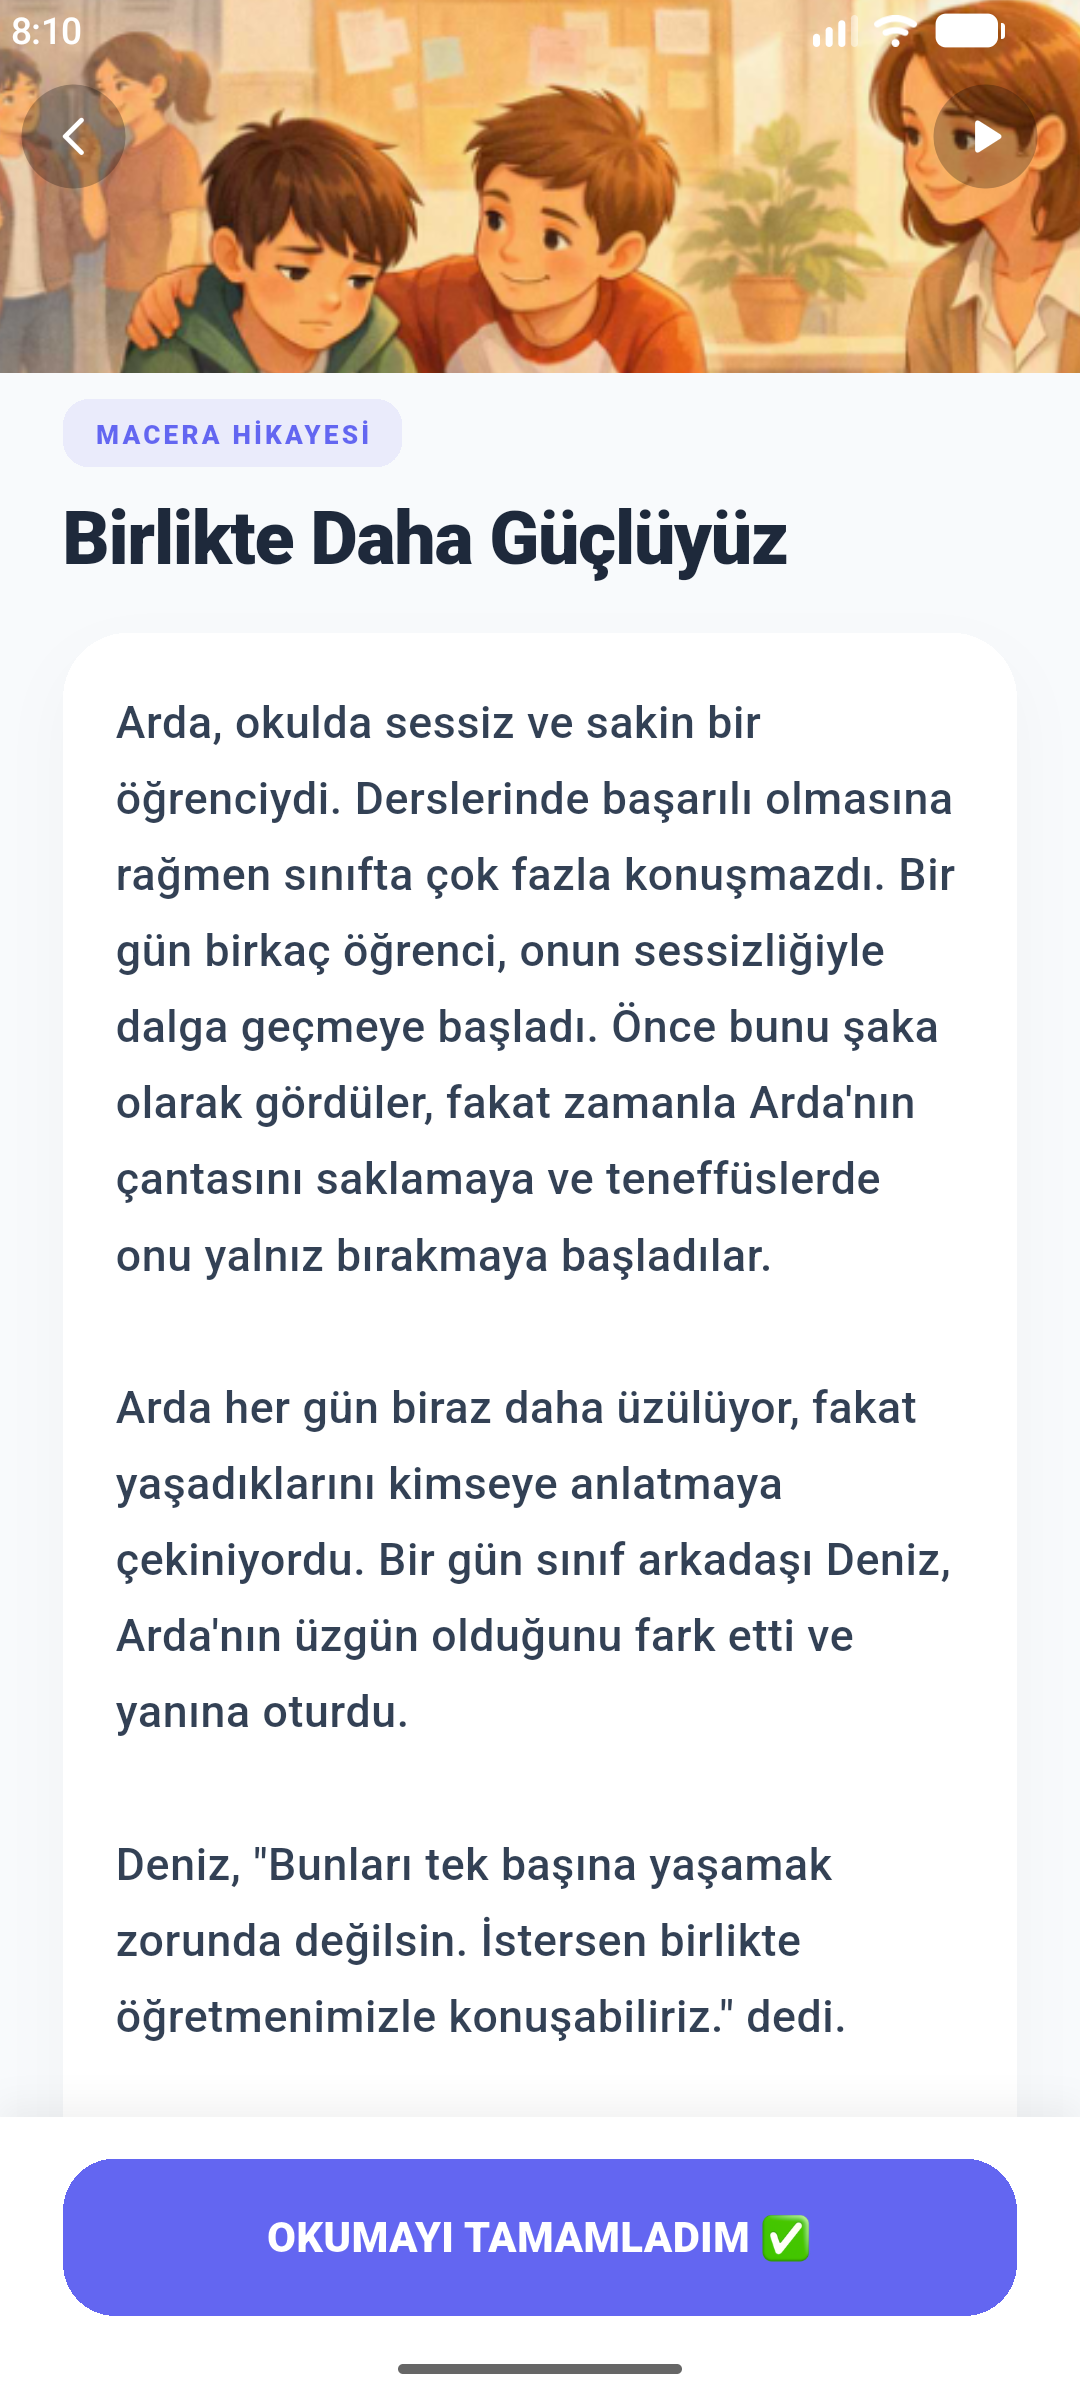 8:10
MACERA HİKAYESİ
Birlikte Daha Güçlüyüz
Arda, okulda sessiz ve sakin bir
öğrenciydi. Derslerinde başarılı olmasına
rağmen sınıfta çok fazla konuşmazdı. Bir
gün birkaç öğrenci, onun sessizliğiyle
dalga geçmeye başladı. Önce bunu şaka
olarak gördüler, fakat zamanla Arda'nın
çantasını saklamaya ve teneffüslerde
onu yalnız bırakmaya başladılar.
Arda her gün biraz daha üzülüyor, fakat
yaşadıklarını kimseye anlatmaya
çekiniyordu. Bir gün sınıf arkadaşı Deniz,
Arda'nın üzgün olduğunu fark etti ve
yanına oturdu.
Deniz, "Bunları tek başına yaşamak
zorunda değilsin. İstersen birlikte
öğretmenimizle konuşabiliriz." dedi.
OKUMAYI TAMAMLADIM ✅